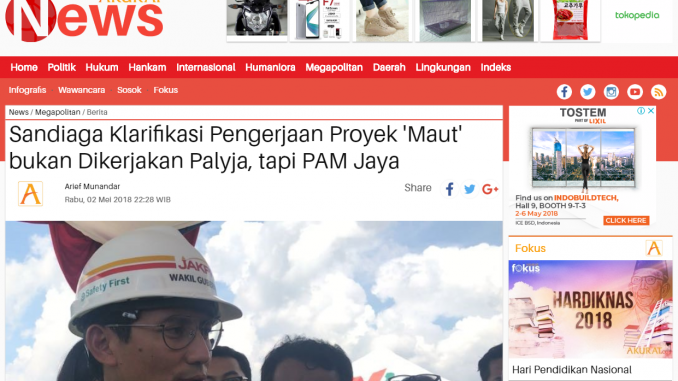 AKURAT
News
F7
tokopedia
Home Politik Hukum Hankam Internasional Humaniora Megapolitan Daerah Lingkungan Indeks
Infografis Wawancara Sosok Fokus
News / Megapolitan / Berita
Sandiaga Klarifikasi Pengerjaan Proyek 'Maut'
bukan Dikerjakan Palyja, tapi PAM Jaya
Arief Munandar
Rabu, 02 Mei 2018 22:28 WIB
Share
Safety First
WAKIL GU
TOSTEM
PART OF LIXIL
Find us on INDOBUILDTECH,
Hall 9, BOOTH 9-T-3
2-6 May 2018
ICE BSD, Indonesia
CLICK HERE
Fokus
fokus
HARDIKNAS
2018
AKURAT
Hari Pendidikan Nasional